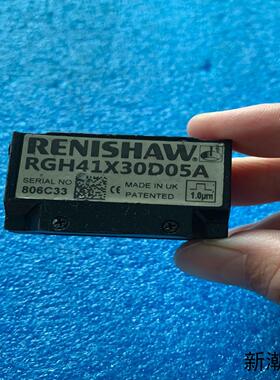 RENISHAW
RGH41X30D05A
SERIAL NO
806C33
MADE IN UK
PATENTED
1.0µm
新潮